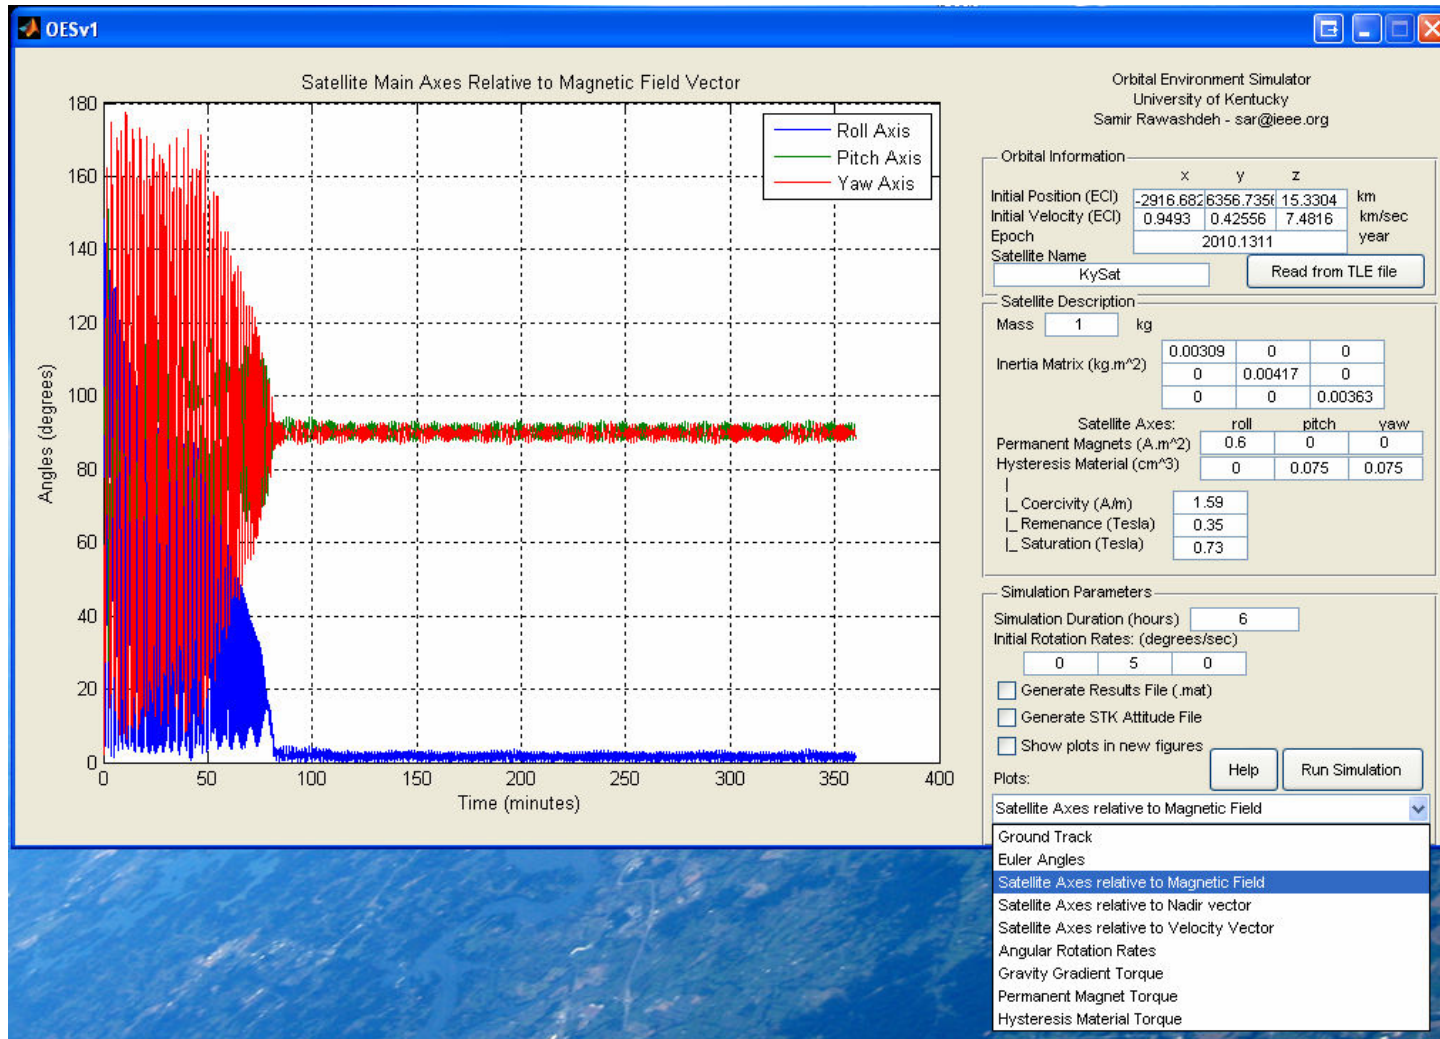 OESv1
Satellite Main Axes Relative to Magnetic Field Vector
180
160
140
120
100
80
60
40
20
0
0 50 100 150 200 250 300 350 400
Angles (degrees)
Time (minutes)
Roll Axis
Pitch Axis
Yaw Axis
Orbital Environment Simulator
University of Kentucky
Samir Rawashdeh - sar@ieee.org
Orbital Information
x y z
Initial Position (ECI) -2916.682 6356.7356 15.3304 km
Initial Velocity (ECI) 0.9493 0.42556 7.4816 km/sec
Epoch 2010.1311 year
Satellite Name
KySat Read from TLE file
Satellite Description
Mass 1 kg
Inertia Matrix (kg.m^2)
0.00309 0 0
0 0.00417 0
0 0 0.00363
Satellite Axes: roll pitch yaw
Permanent Magnets (A.m^2) 0.6 0 0
Hysteresis Material (cm^3) 0 0.075 0.075
|
|_ Coercivity (A/m) 1.59
|_ Remenance (Tesla) 0.35
|_ Saturation (Tesla) 0.73
Simulation Parameters
Simulation Duration (hours) 6
Initial Rotation Rates: (degrees/sec)
0 5 0
Generate Results File (.mat)
Generate STK Attitude File
Show plots in new figures
Plots: Help Run Simulation
Satellite Axes relative to Magnetic Field
Ground Track
Euler Angles
Satellite Axes relative to Magnetic Field
Satellite Axes relative to Nadir vector
Satellite Axes relative to Velocity Vector
Angular Rotation Rates
Gravity Gradient Torque
Permanent Magnet Torque
Hysteresis Material Torque